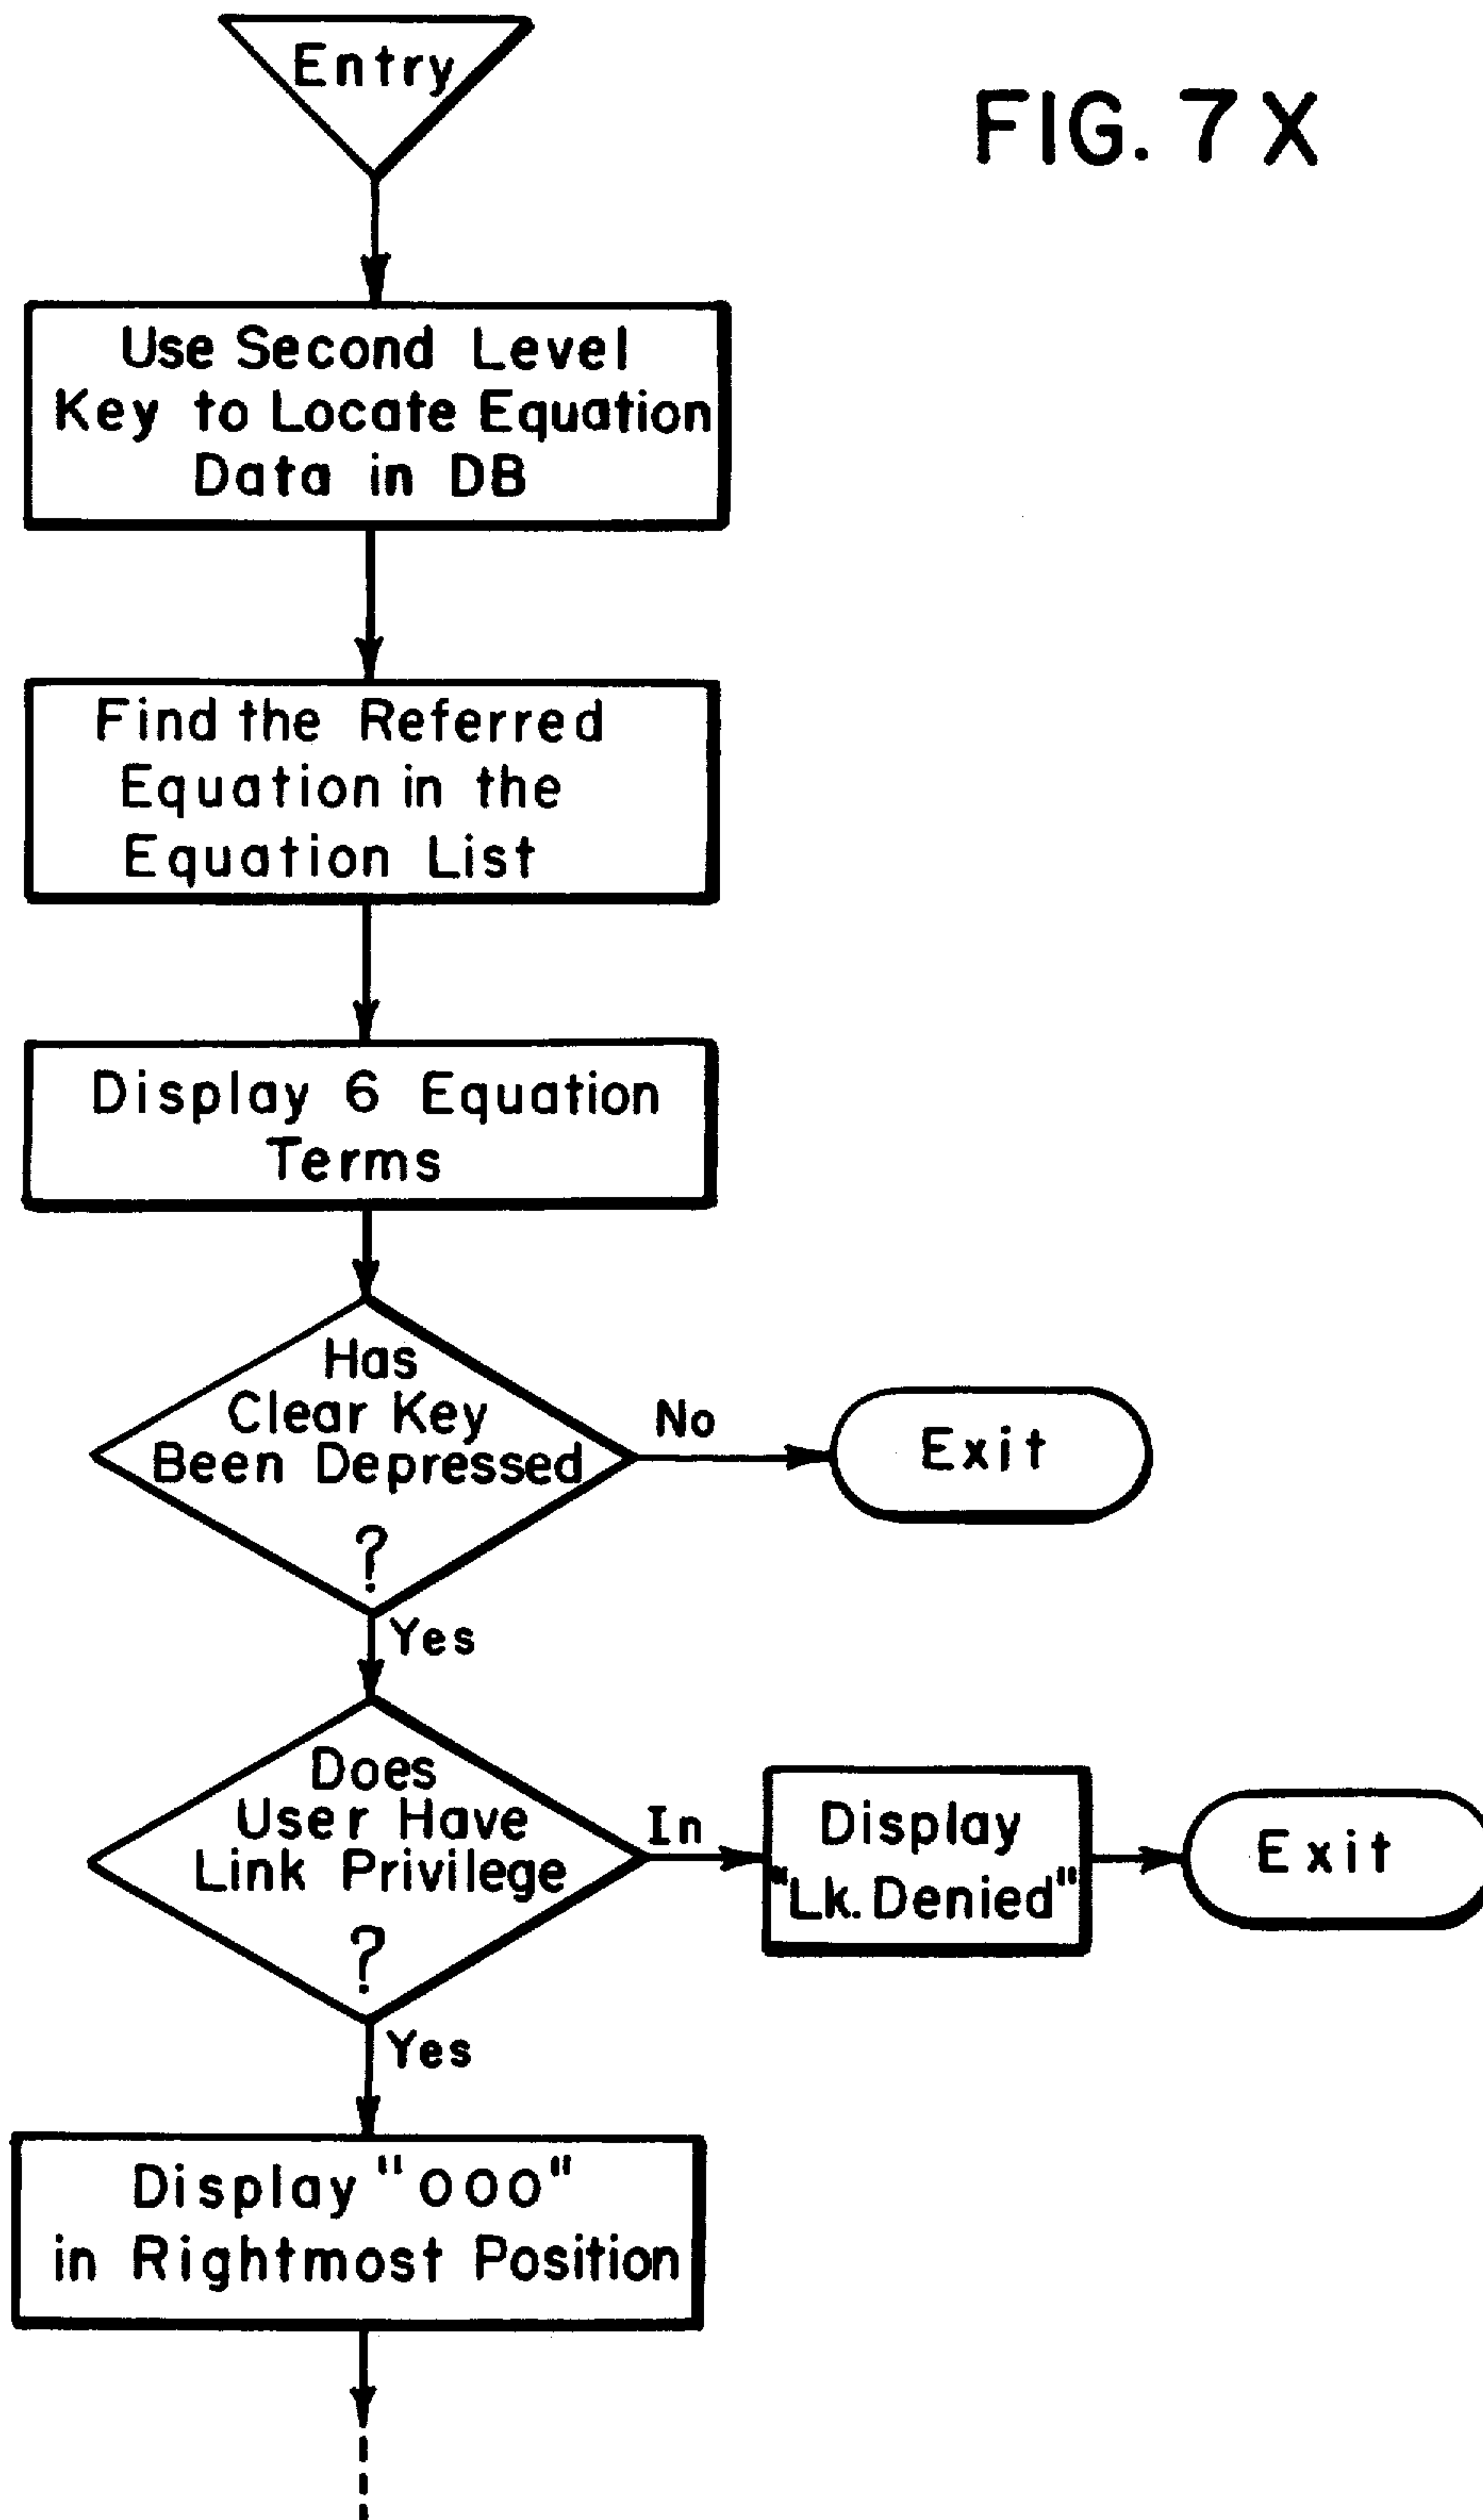 Entry
FIG. 7 X
Use Second Level
Key to Locate Equation
Data in DB
Find the Referred
Equation in the
Equation List
Display 6 Equation
Terms
Has
Clear Key
Been Depressed
?
No
Exit
Yes
Does
User Have
Link Privilege
?
In
Display
"Lk. Denied"
Exit
Yes
Display "000"
in Rightmost Position